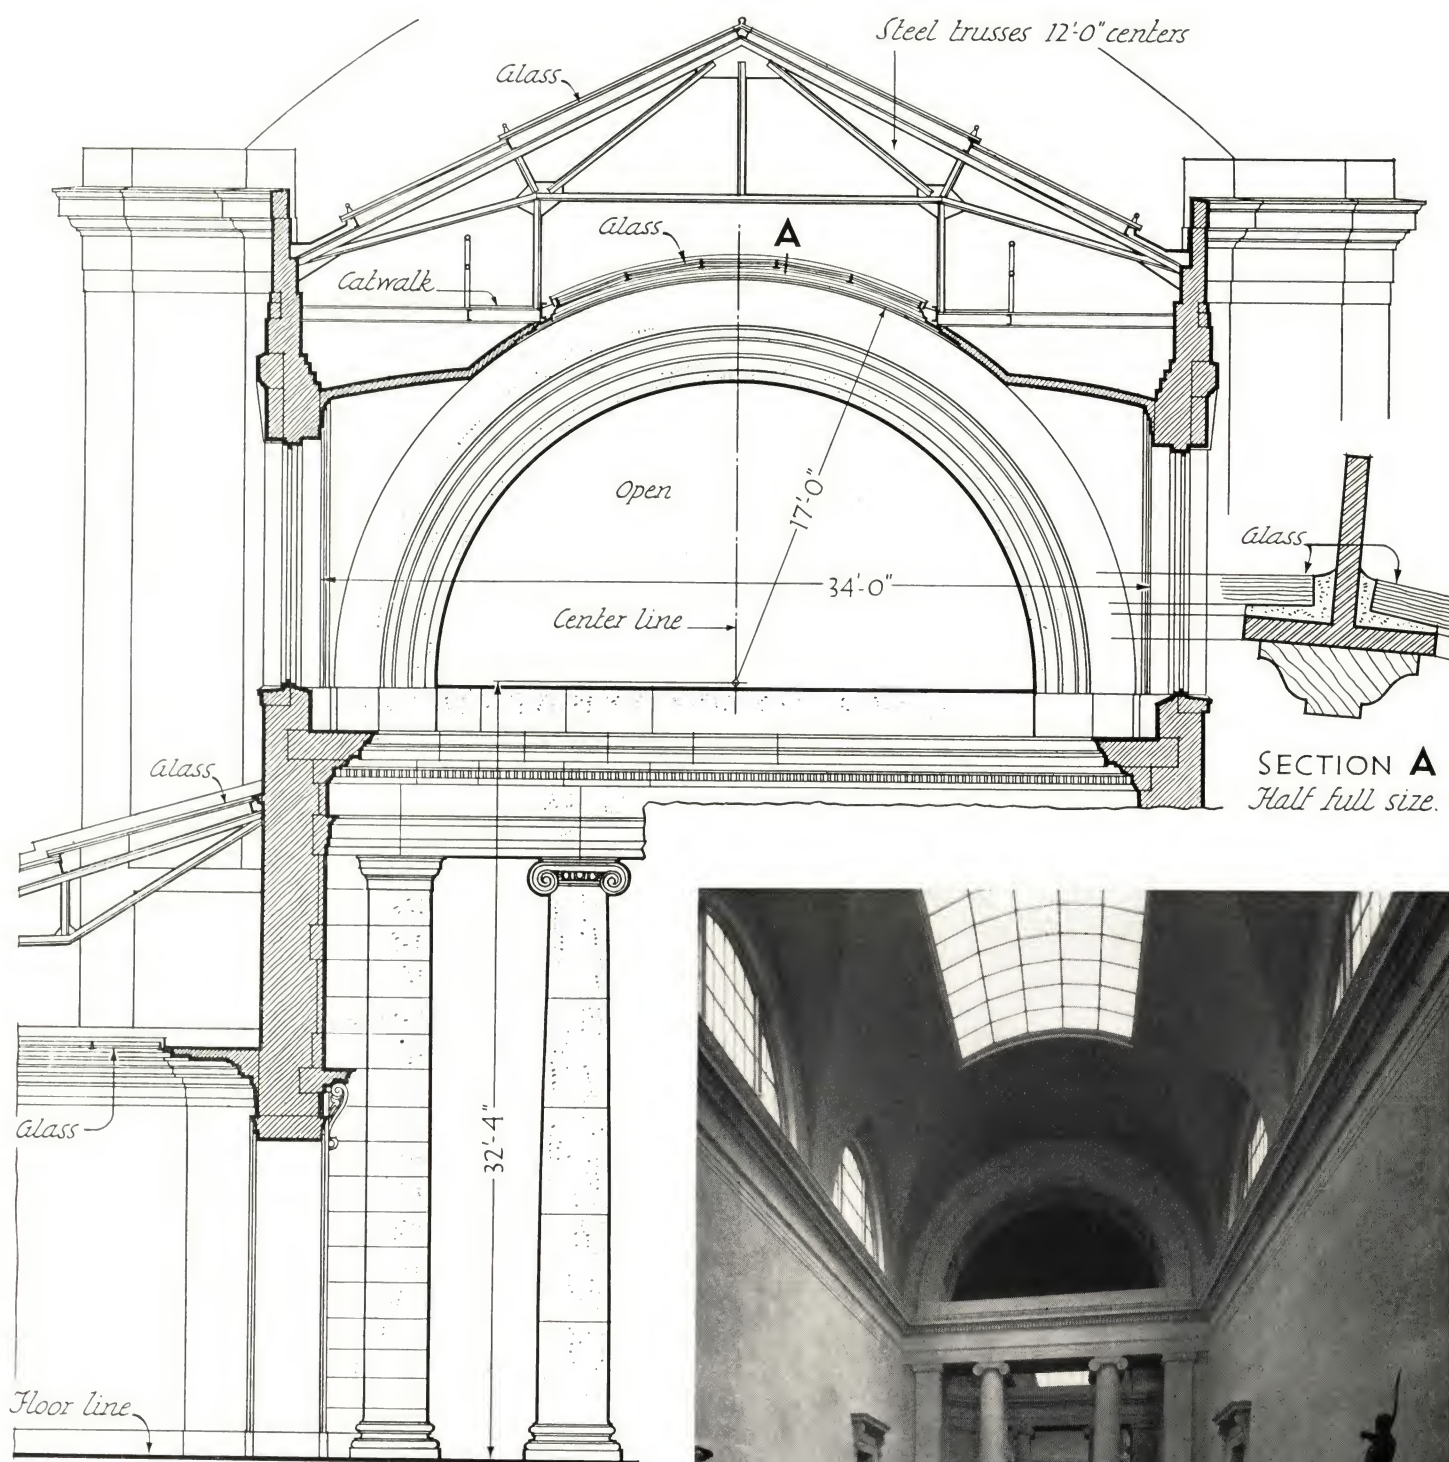 Steel trusses 12'-0" centers
Glass
Glass
A
Catwalk
Open
17'-0"
Glass
34'-0"
Center line
Glass
SECTION A
Half full size.
Glass
32'-4"
Floor line